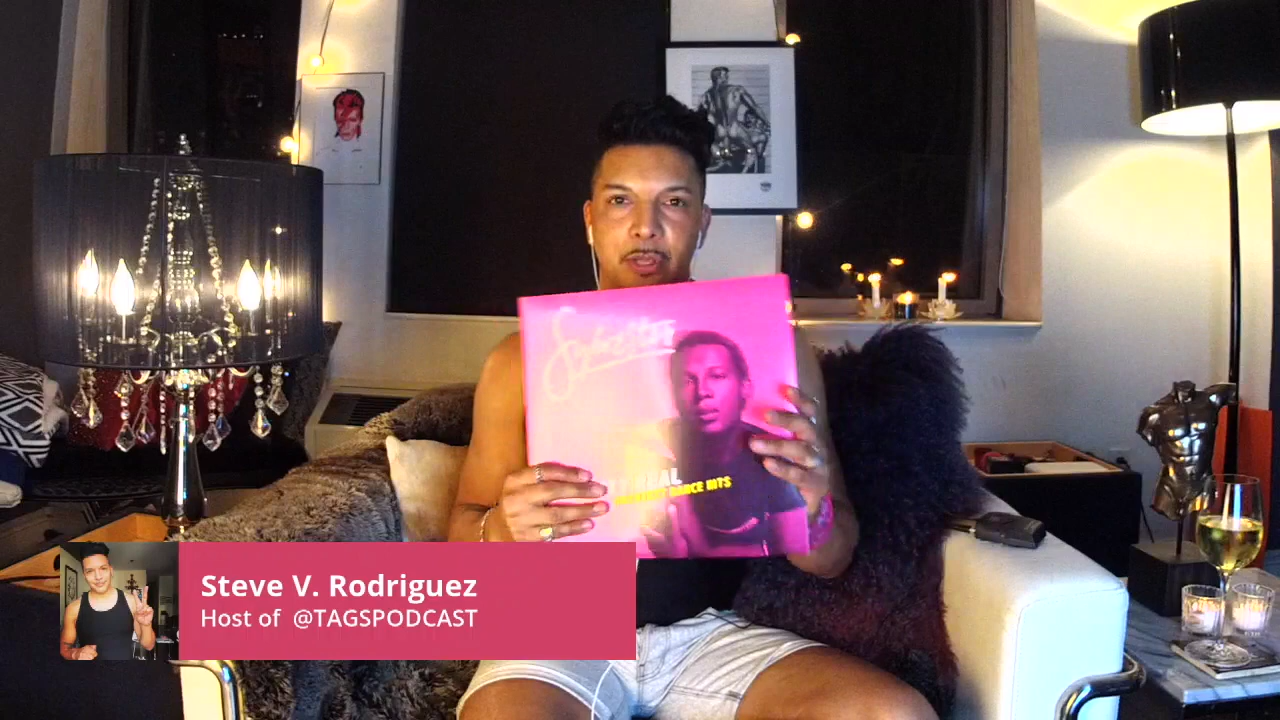 Sylvester
DANCE HITS
Steve V. Rodriguez
Host of @TAGSPODCAST